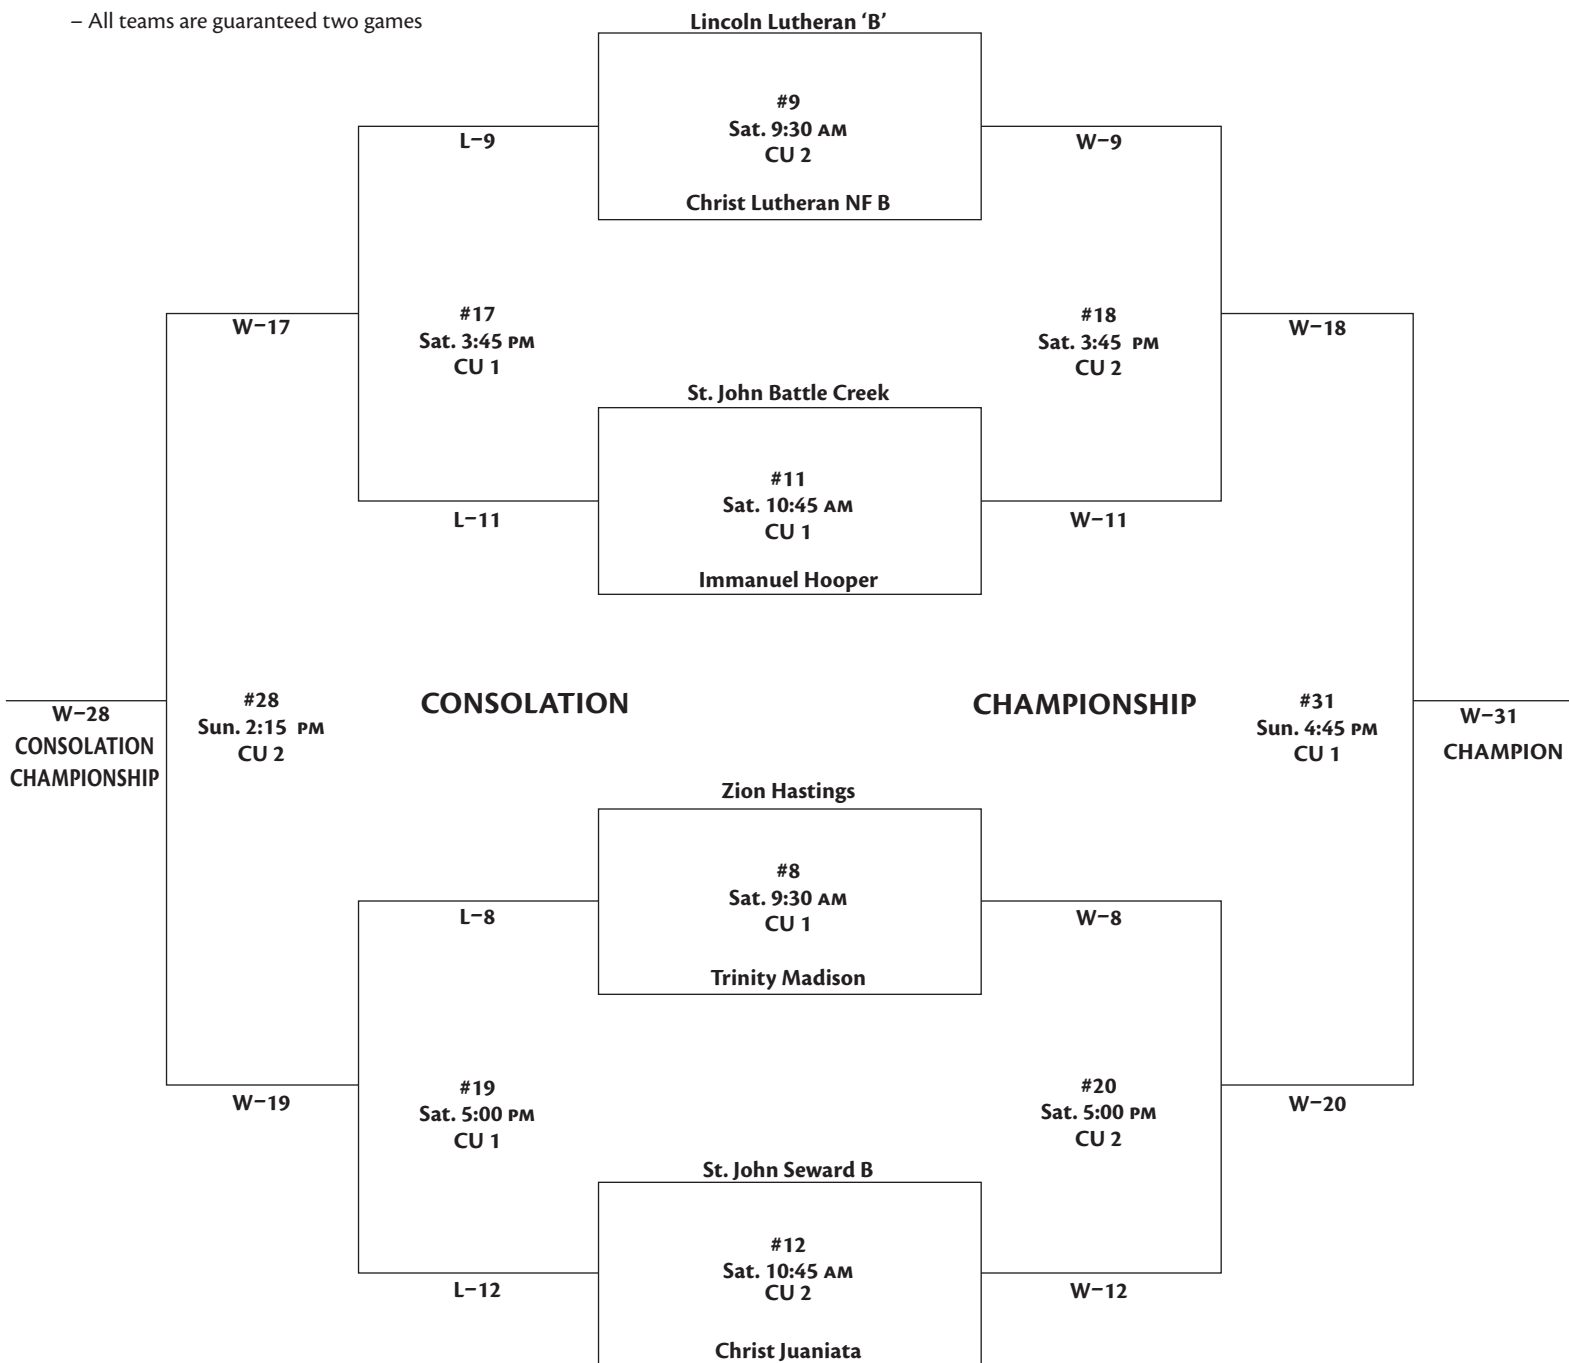 – All teams are guaranteed two games
Lincoln Lutheran ‘B’
#9
Sat. 9:30 AM
CU 2
Christ Lutheran NF B
L–9
W–9
#17
Sat. 3:45 PM
CU 1
W–17
#18
Sat. 3:45 PM
CU 2
W–18
St. John Battle Creek
#11
Sat. 10:45 AM
CU 1
Immanuel Hooper
L–11
W–11
W–28
CONSOLATION
CHAMPIONSHIP
#28
Sun. 2:15 PM
CU 2
CONSOLATION
CHAMPIONSHIP
#31
Sun. 4:45 PM
CU 1
W–31
CHAMPION
Zion Hastings
#8
Sat. 9:30 AM
CU 1
Trinity Madison
L–8
W–8
W–19
#19
Sat. 5:00 PM
CU 1
#20
Sat. 5:00 PM
CU 2
W–20
St. John Seward B
#12
Sat. 10:45 AM
CU 2
Christ Juaniata
L–12
W–12